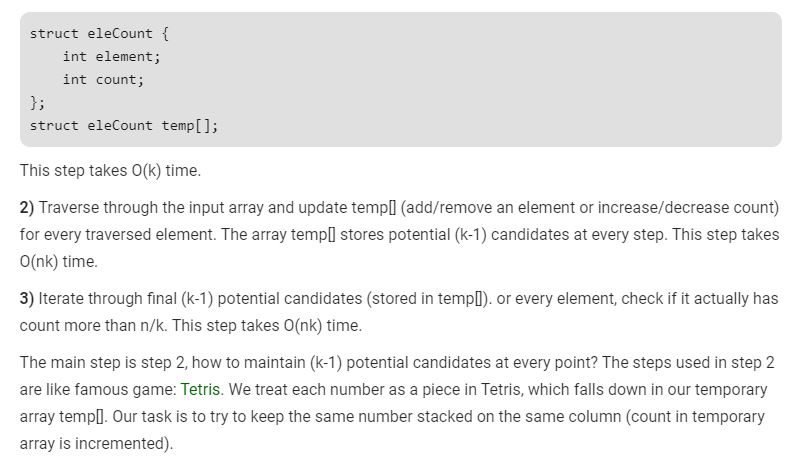 struct eleCount {
    int element;
    int count;
};
struct eleCount temp[];
This step takes O(k) time.
2) Traverse through the input array and update temp[] (add/remove an element or increase/decrease count)
for every traversed element. The array temp[] stores potential (k-1) candidates at every step. This step takes
O(nk) time.
3) Iterate through final (k-1) potential candidates (stored in temp[]). or every element, check if it actually has
count more than n/k. This step takes O(nk) time.
The main step is step 2, how to maintain (k-1) potential candidates at every point? The steps used in step 2
are like famous game: Tetris. We treat each number as a piece in Tetris, which falls down in our temporary
array temp[]. Our task is to try to keep the same number stacked on the same column (count in temporary
array is incremented).